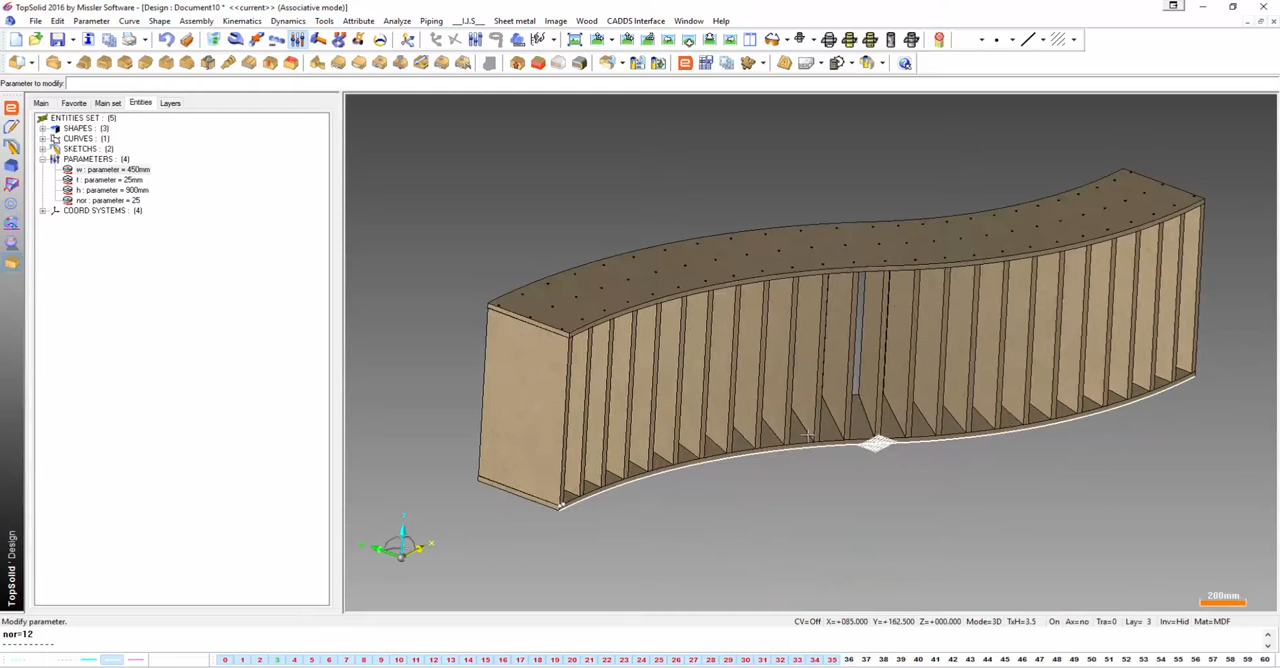 TopSolid 2016 by Missler Software - [Design : Document10 * <<current>> (Associative mode)]
File Edit Parameter Curve Shape Assembly Kinematics Dynamics Tools Attribute Analyze Piping __I.J.S__ Sheet metal Image Wood CADDS Interface Window Help
Parameter to modify:
Main Favorite Main set Entities Layers
ENTITIES SET : (5)
SHAPES : (3)
CURVES : (1)
SKETCHS : (2)
PARAMETERS : (4)
w : parameter = 450mm
t : parameter = 25mm
h : parameter = 900mm
nor : parameter = 25
COORD SYSTEMS : (4)
TopSolid'Design
200mm
Modify parameter. CV=Off X=+085.000 Y=+162.500 Z=+000.000 Mode=3D TxH=3.5 On Ax=no Tra=0 Lay= 3 Inv=Hid Mat=MDF
nor=12
----------
0 1 2 3 4 5 6 7 8 9 10 11 12 13 14 15 16 17 18 19 20 21 22 23 24 25 26 27 28 29 30 31 32 33 34 35 36 37 38 39 40 41 42 43 44 45 46 47 48 49 50 51 52 53 54 55 56 57 58 59 60